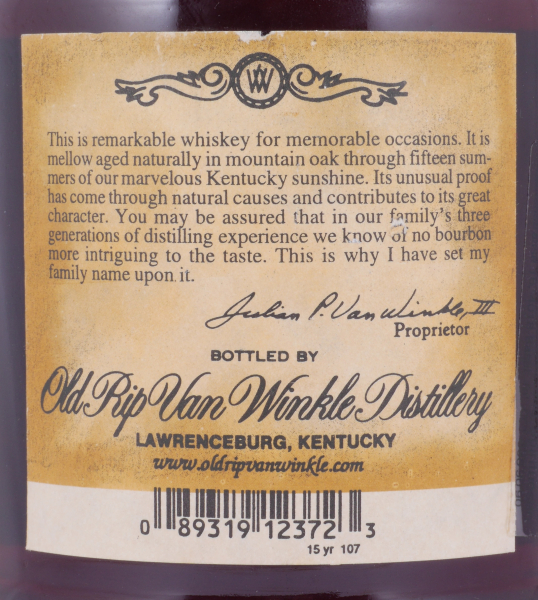 W
This is remarkable whiskey for memorable occasions. It is
mellow aged naturally in mountain oak through fifteen sum-
mers of our marvelous Kentucky sunshine. Its unusual proof
has come through natural causes and contributes to its great
character. You may be assured that in our family's three
generations of distilling experience we know of no bourbon
more intriguing to the taste. This is why I have set my
family name upon it.
Julian P. Van Winkle, III
Proprietor
BOTTLED BY
Old Rip Van Winkle Distillery
LAWRENCEBURG, KENTUCKY
www.oldripvanwinkle.com
0 89319 12372 3
15 yr 107